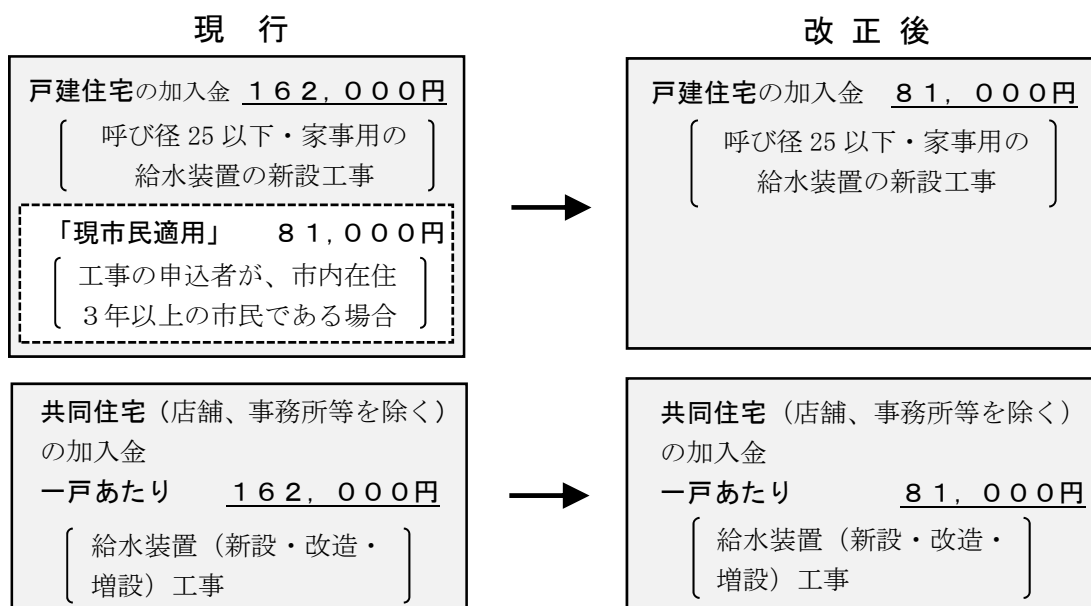 現 行
戸建住宅の加入金 １６２，０００円
呼び径 25 以下・家事用の
給水装置の新設工事
「現市民適用」 ８１,０００円
工事の申込者が、市内在住
３年以上の市民である場合
共同住宅（店舗、事務所等を除く）
の加入金
一戸あたり １６２，０００円
給水装置（新設・改造・
増設）工事
改 正 後
戸建住宅の加入金 ８１，０００円
呼び径 25 以下・家事用の
給水装置の新設工事
共同住宅（店舗、事務所等を除く）
の加入金
一戸あたり ８１，０００円
給水装置（新設・改造・
増設）工事